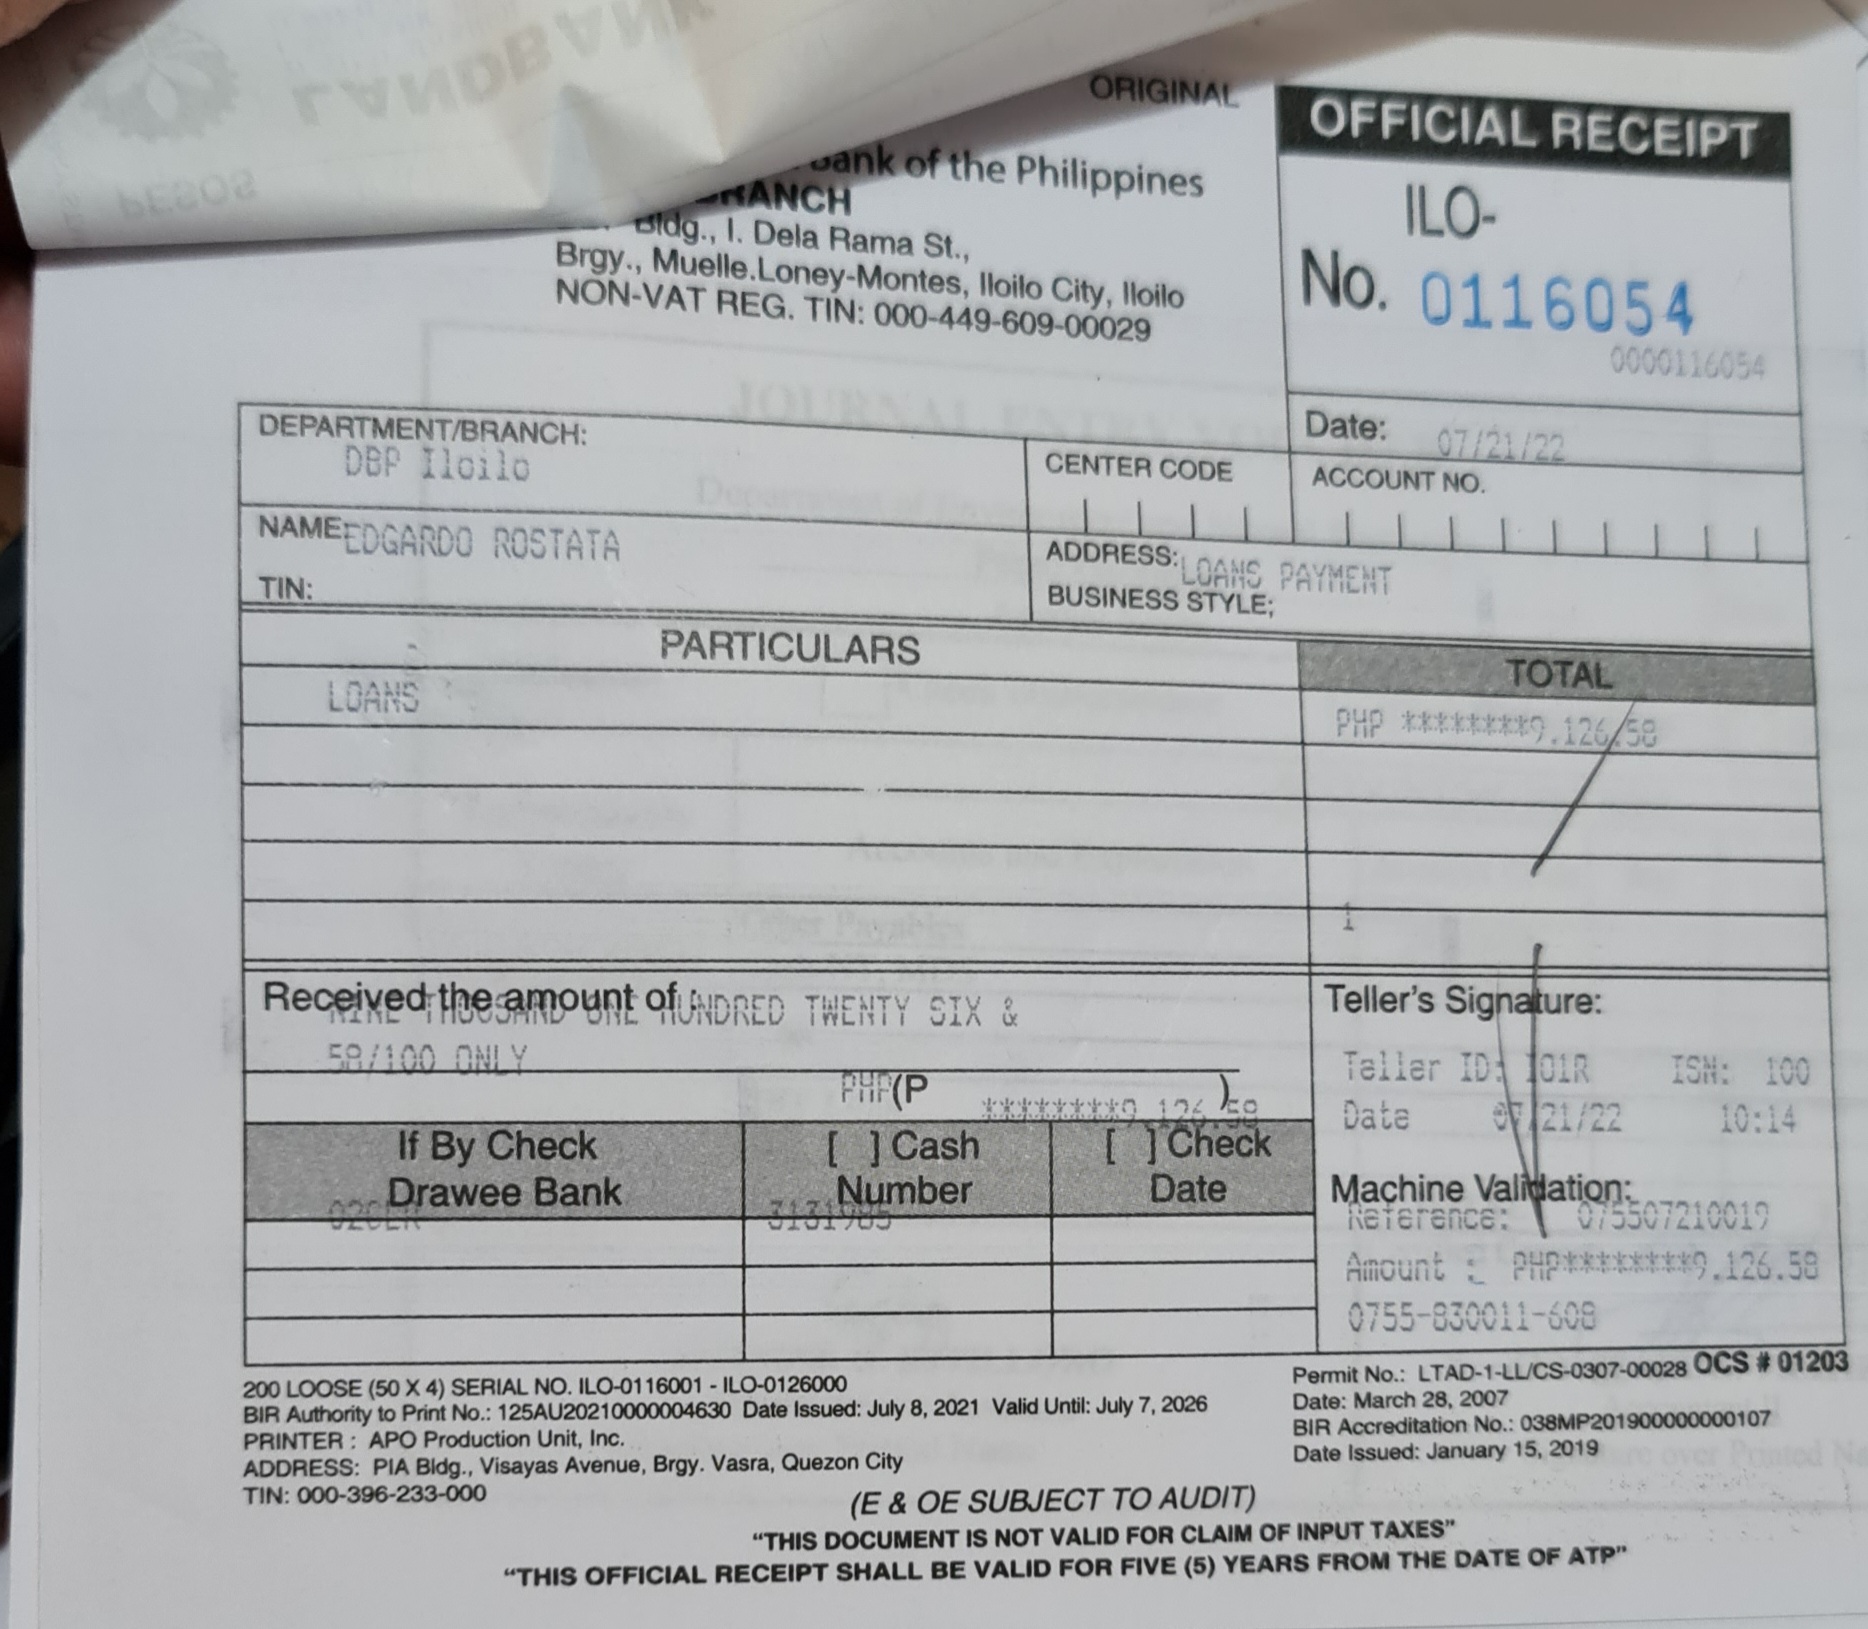 LANDBANK
PESOS
ORIGINAL
Bank of the Philippines
BRANCH
Bldg., I. Dela Rama St.,
Brgy., Muelle.Loney-Montes, Iloilo City, Iloilo
NON-VAT REG. TIN: 000-449-609-00029
OFFICIAL RECEIPT
ILO-
No. 0116054
0000116054
Date: 07/21/22
DEPARTMENT/BRANCH:
DBP Iloilo
CENTER CODE
ACCOUNT NO.
NAME: EDGARDO ROSTATA
TIN:
ADDRESS: LOANS PAYMENT
BUSINESS STYLE;
PARTICULARS
TOTAL
LOANS
PHP ********9,126.58
1
Received the amount of :
NINE THOUSAND ONE HUNDRED TWENTY SIX &
58/100 ONLY
PHP(P ********9,126.58 )
If By Check
Drawee Bank
[ ] Cash
Number
[ ] Check
Date
3131985
Teller's Signature:
Teller ID: I01R ISN: 100
Date 07/21/22 10:14
Machine Validation:
Reference: 075507210019
Amount : PHP********9,126.58
0755-830011-608
200 LOOSE (50 X 4) SERIAL NO. ILO-0116001 - ILO-0126000
BIR Authority to Print No.: 125AU20210000004630 Date Issued: July 8, 2021 Valid Until: July 7, 2026
PRINTER : APO Production Unit, Inc.
ADDRESS: PIA Bldg., Visayas Avenue, Brgy. Vasra, Quezon City
TIN: 000-396-233-000
Permit No.: LTAD-1-LL/CS-0307-00028 OCS # 01203
Date: March 28, 2007
BIR Accreditation No.: 038MP201900000000107
Date Issued: January 15, 2019
(E & OE SUBJECT TO AUDIT)
"THIS DOCUMENT IS NOT VALID FOR CLAIM OF INPUT TAXES"
"THIS OFFICIAL RECEIPT SHALL BE VALID FOR FIVE (5) YEARS FROM THE DATE OF ATP"